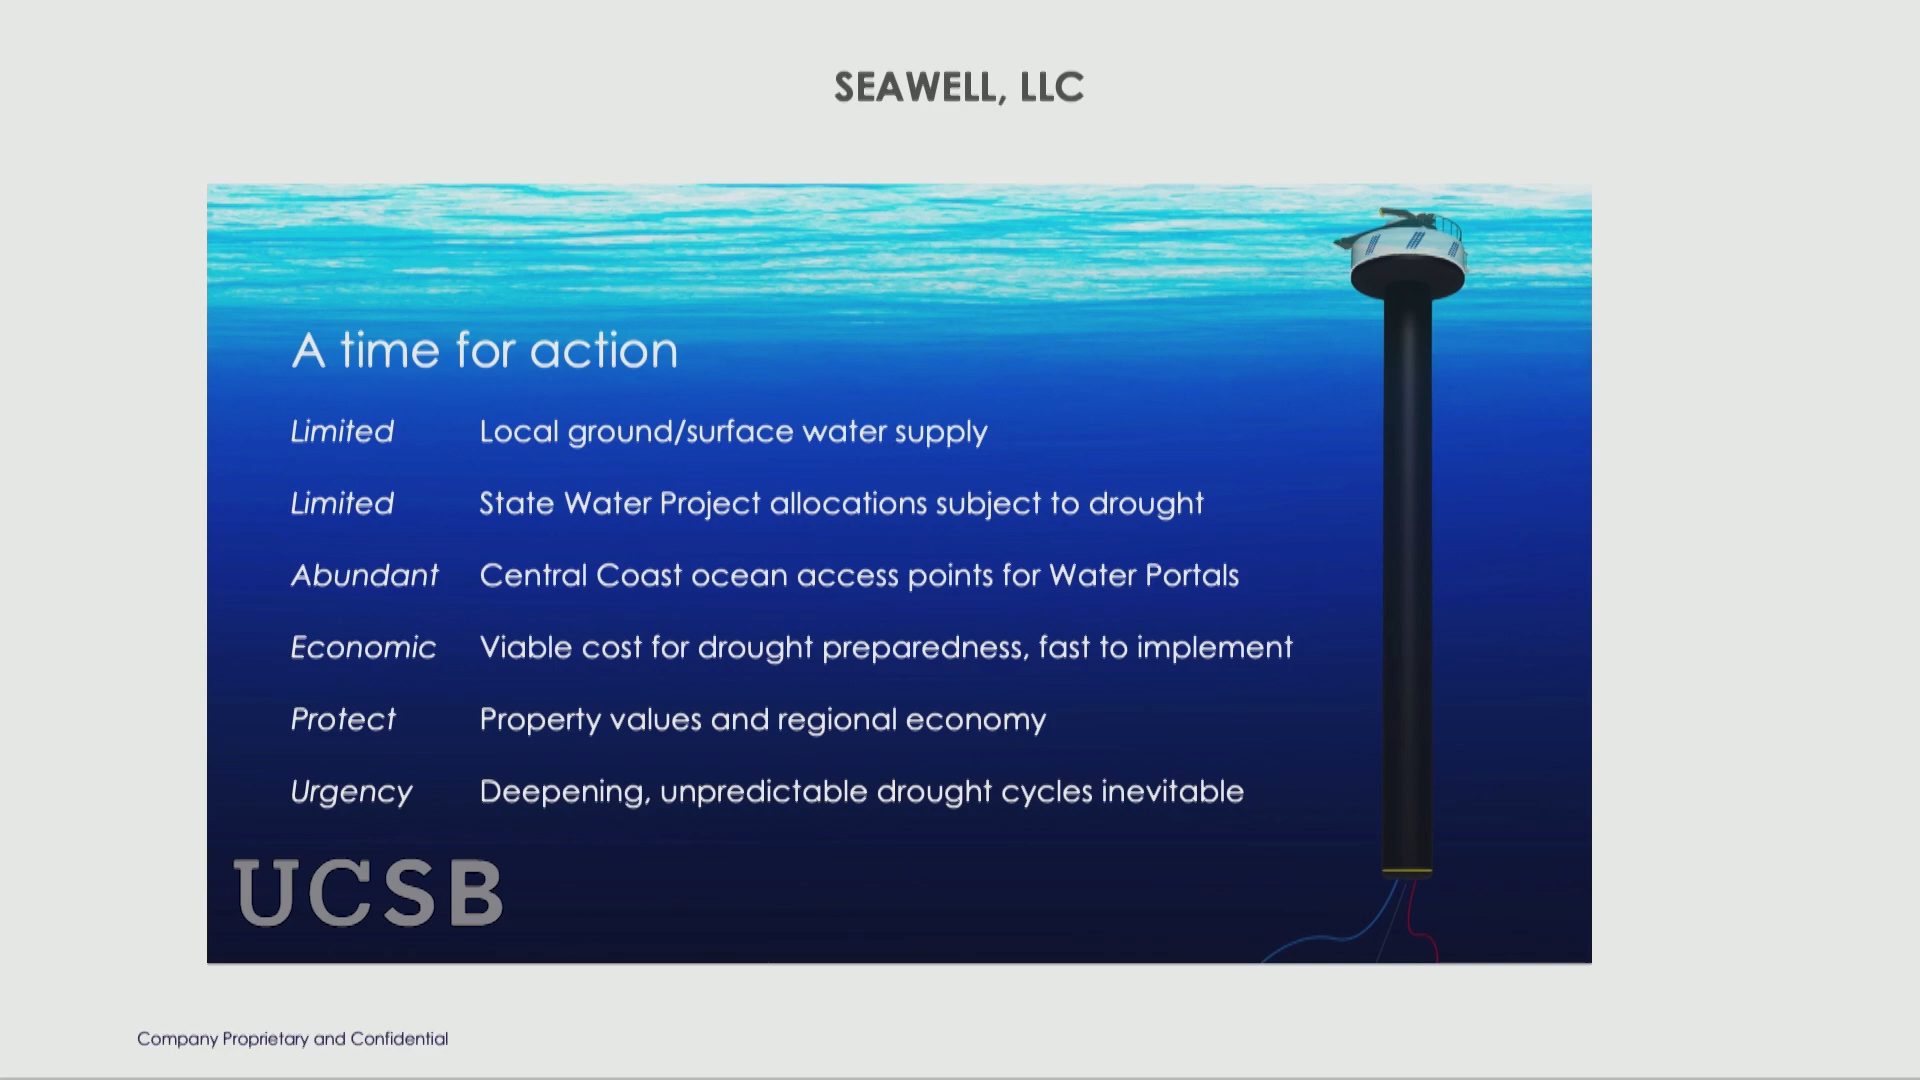 SEAWELL, LLC
A time for action
Limited Local ground/surface water supply
Limited State Water Project allocations subject to drought
Abundant Central Coast ocean access points for Water Portals
Economic Viable cost for drought preparedness, fast to implement
Protect Property values and regional economy
Urgency Deepening, unpredictable drought cycles inevitable
UCSB
Company Proprietary and Confidential